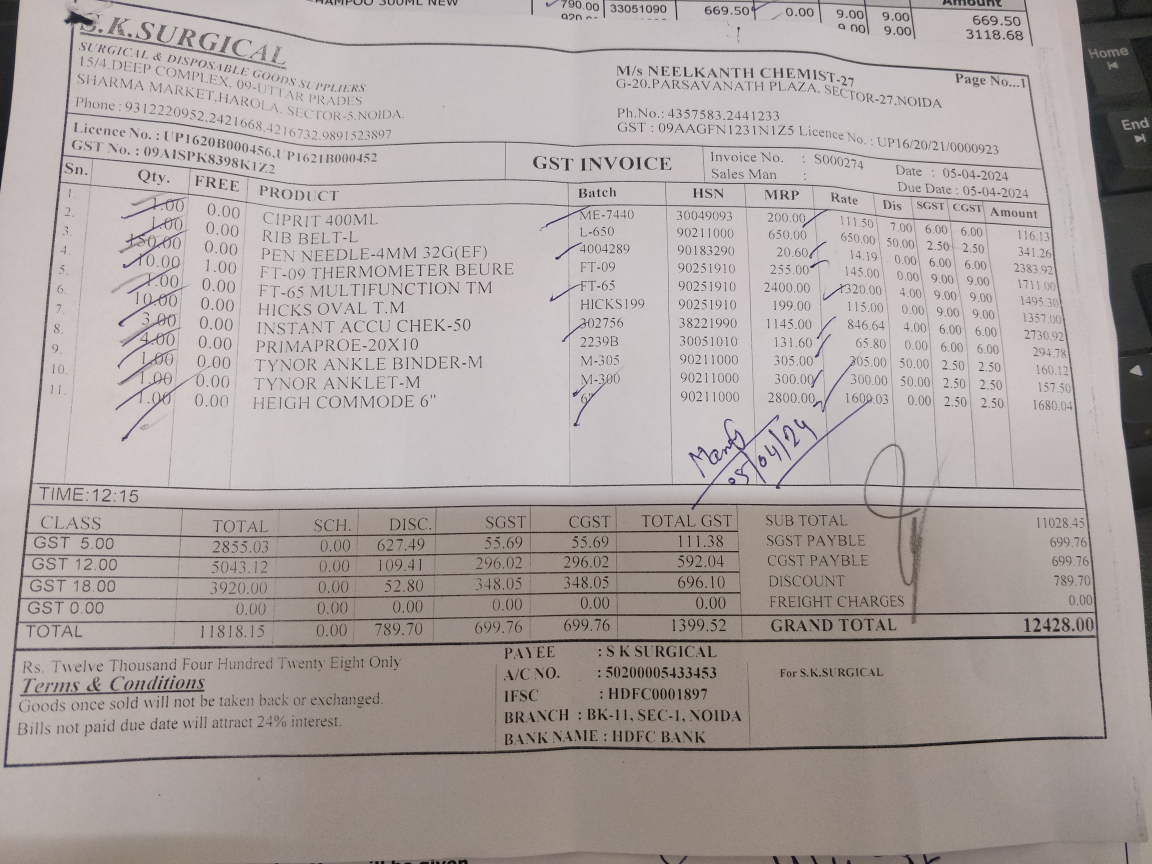 HAMPOO 300ML NEW 790.00 33051090 669.50 0.00 9.00 9.00 669.50
920.00 9.00 9.00 3118.68
Amount
S.K.SURGICAL
SURGICAL & DISPOSABLE GOODS SUPPLIERS
15/4.DEEP COMPLEX, 09-UTTAR PRADES
SHARMA MARKET,HAROLA, SECTOR-5,NOIDA.
Phone : 9312220952,2421668,4216732,9891523897
Licence No. : UP1620B000456,UP1621B000452
GST No. : 09AISPK8398K1Z2
M/s NEELKANTH CHEMIST-27
G-20.PARSAVANATH PLAZA, SECTOR-27,NOIDA
Page No...1
Ph.No.: 4357583,2441233
GST : 09AAGFN1231N1Z5 Licence No. : UP16/20/21/0000923
GST INVOICE
Invoice No. : S000274 Date : 05-04-2024
Sales Man : Due Date : 05-04-2024
Sn. Qty. FREE PRODUCT Batch HSN MRP Rate Dis SGST CGST Amount
1. 1.00 0.00 CIPRIT 400ML ME-7440 30049093 200.00 111.50 7.00 6.00 6.00 116.13
2. 1.00 0.00 RIB BELT-L L-650 90211000 650.00 650.00 50.00 2.50 2.50 341.26
3. 150.00 0.00 PEN NEEDLE-4MM 32G(EF) 4004289 90183290 20.60 14.19 0.00 6.00 6.00 2383.92
4. 10.00 1.00 FT-09 THERMOMETER BEURE FT-09 90251910 255.00 145.00 0.00 9.00 9.00 1711.00
5. 1.00 0.00 FT-65 MULTIFUNCTION TM FT-65 90251910 2400.00 1320.00 4.00 9.00 9.00 1495.30
6. 10.00 0.00 HICKS OVAL T.M HICKS199 90251910 199.00 115.00 0.00 9.00 9.00 1357.00
7. 3.00 0.00 INSTANT ACCU CHEK-50 302756 38221990 1145.00 846.64 4.00 6.00 6.00 2730.92
8. 4.00 0.00 PRIMAPROE-20X10 2239B 30051010 131.60 65.80 0.00 6.00 6.00 294.78
9. 1.00 0.00 TYNOR ANKLE BINDER-M M-305 90211000 305.00 305.00 50.00 2.50 2.50 160.12
10. 1.00 0.00 TYNOR ANKLET-M M-300 90211000 300.00 300.00 50.00 2.50 2.50 157.50
11. 1.00 0.00 HEIGH COMMODE 6" 6" 90211000 2800.00 1600.03 0.00 2.50 2.50 1680.04
05/04/24
TIME:12:15
CLASS TOTAL SCH. DISC. SGST CGST TOTAL GST
GST 5.00 2855.03 0.00 627.49 55.69 55.69 111.38
GST 12.00 5043.12 0.00 109.41 296.02 296.02 592.04
GST 18.00 3920.00 0.00 52.80 348.05 348.05 696.10
GST 0.00 0.00 0.00 0.00 0.00 0.00 0.00
TOTAL 11818.15 0.00 789.70 699.76 699.76 1399.52
SUB TOTAL 11028.45
SGST PAYBLE 699.76
CGST PAYBLE 699.76
DISCOUNT 789.70
FREIGHT CHARGES 0.00
GRAND TOTAL 12428.00
Rs. Twelve Thousand Four Hundred Twenty Eight Only
Terms & Conditions
Goods once sold will not be taken back or exchanged.
Bills not paid due date will attract 24% interest.
PAYEE : S K SURGICAL
A/C NO. : 50200005433453
IFSC : HDFC0001897
BRANCH : BK-11, SEC-1, NOIDA
BANK NAME : HDFC BANK
For S.K.SURGICAL
Home
End